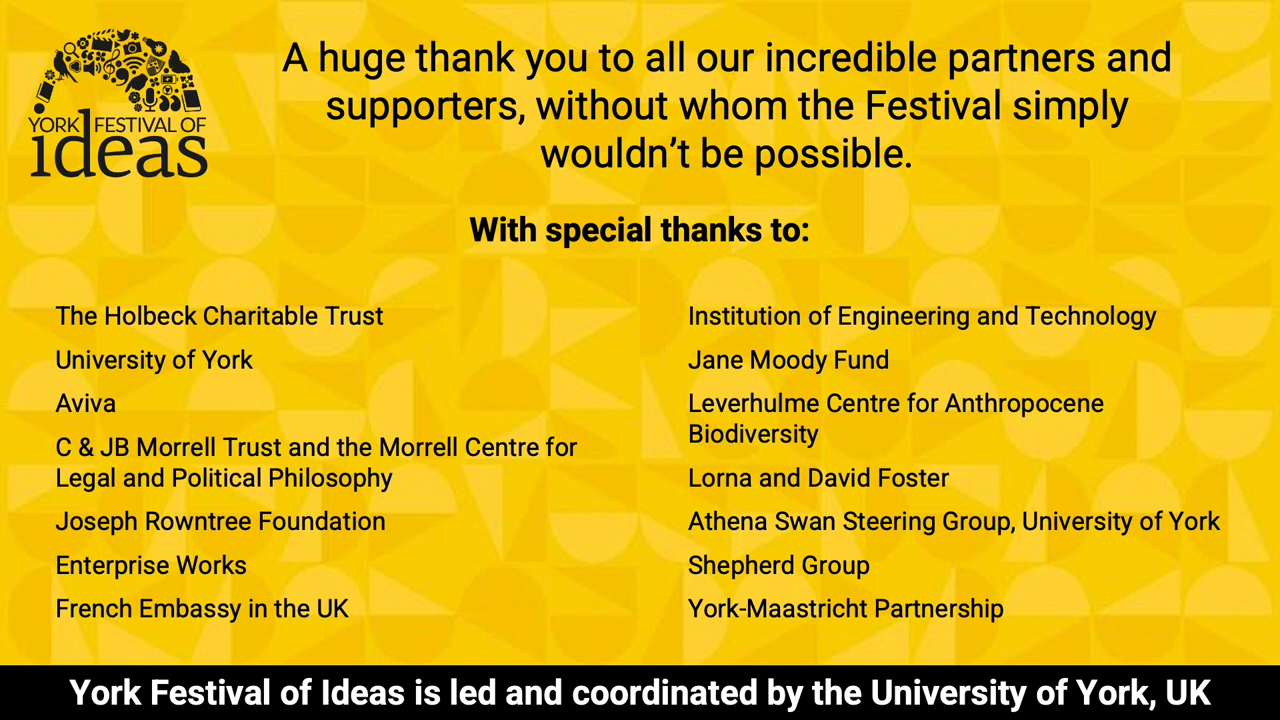 YORK FESTIVAL OF
ideas
A huge thank you to all our incredible partners and
supporters, without whom the Festival simply
wouldn’t be possible.
With special thanks to:
The Holbeck Charitable Trust
University of York
Aviva
C & JB Morrell Trust and the Morrell Centre for
Legal and Political Philosophy
Joseph Rowntree Foundation
Enterprise Works
French Embassy in the UK
Institution of Engineering and Technology
Jane Moody Fund
Leverhulme Centre for Anthropocene
Biodiversity
Lorna and David Foster
Athena Swan Steering Group, University of York
Shepherd Group
York-Maastricht Partnership
York Festival of Ideas is led and coordinated by the University of York, UK